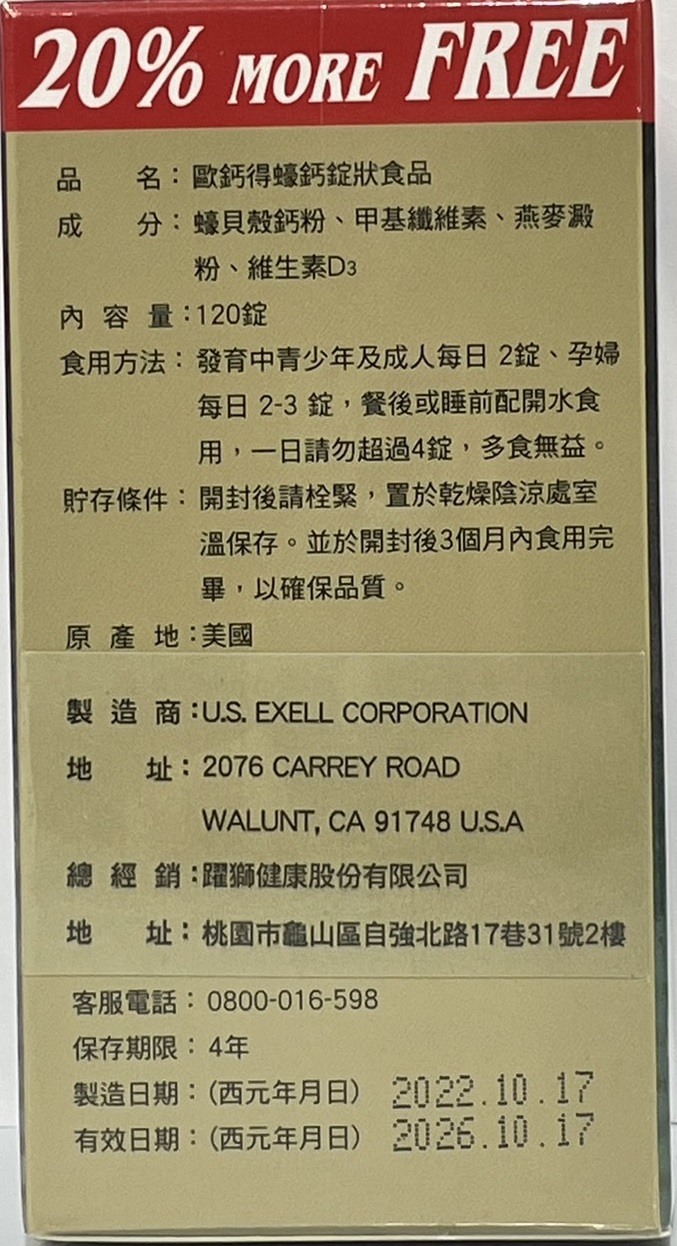 20% MORE FREE
品　名：歐鈣得蠔鈣錠狀食品
成　分：蠔貝殼鈣粉、甲基纖維素、燕麥澱
粉、維生素D3
內容量：120錠
食用方法：發育中青少年及成人每日 2錠、孕婦
每日 2-3 錠，餐後或睡前配開水食
用，一日請勿超過4錠，多食無益。
貯存條件：開封後請栓緊，置於乾燥陰涼處室
溫保存。並於開封後3個月內食用完
畢，以確保品質。
原產地：美國
製造商：U.S. EXELL CORPORATION
地　址：2076 CARREY ROAD
WALUNT, CA 91748 U.S.A
總經銷：躍獅健康股份有限公司
地　址：桃園市龜山區自強北路17巷31號2樓
客服電話：0800-016-598
保存期限：4年
製造日期：(西元年月日) 2022.10.17
有效日期：(西元年月日) 2026.10.17